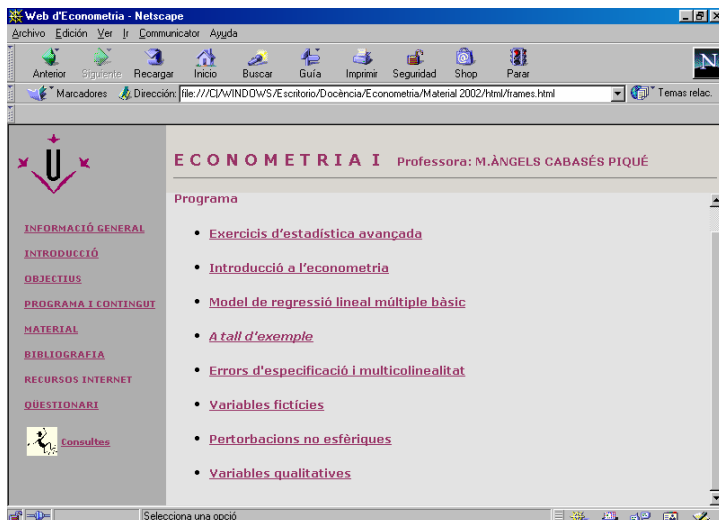 Web d'Econometria - Netscape
Archivo Edición Ver Ir Communicator Ayuda
Anterior Siguiente Recargar Inicio Buscar Guía Imprimir Seguridad Shop Parar
N
Marcadores Dirección: file:///C|/WINDOWS/Escritorio/Docència/Econometria/Material 2002/html/frames.html Temas relac.
U
ECONOMETRIA I Professora: M.ÀNGELS CABASÉS PIQUÉ
INFORMACIÓ GENERAL
INTRODUCCIÓ
OBJECTIUS
PROGRAMA I CONTINGUT
MATERIAL
BIBLIOGRAFIA
RECURSOS INTERNET
QÜESTIONARI
Consultes
Programa
• Exercicis d'estadística avançada
• Introducció a l'econometria
• Model de regressió lineal múltiple bàsic
• A tall d'exemple
• Errors d'especificació i multicolinealitat
• Variables fictícies
• Pertorbacions no esfèriques
• Variables qualitatives
Selecciona una opció